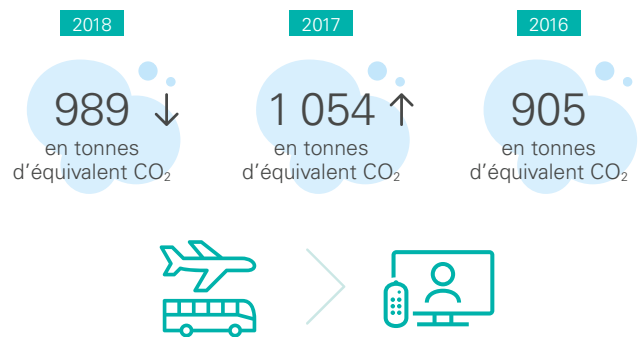 2018
989 ↓
en tonnes
d’équivalent CO₂
2017
1 054 ↑
en tonnes
d’équivalent CO₂
2016
905
en tonnes
d’équivalent CO₂